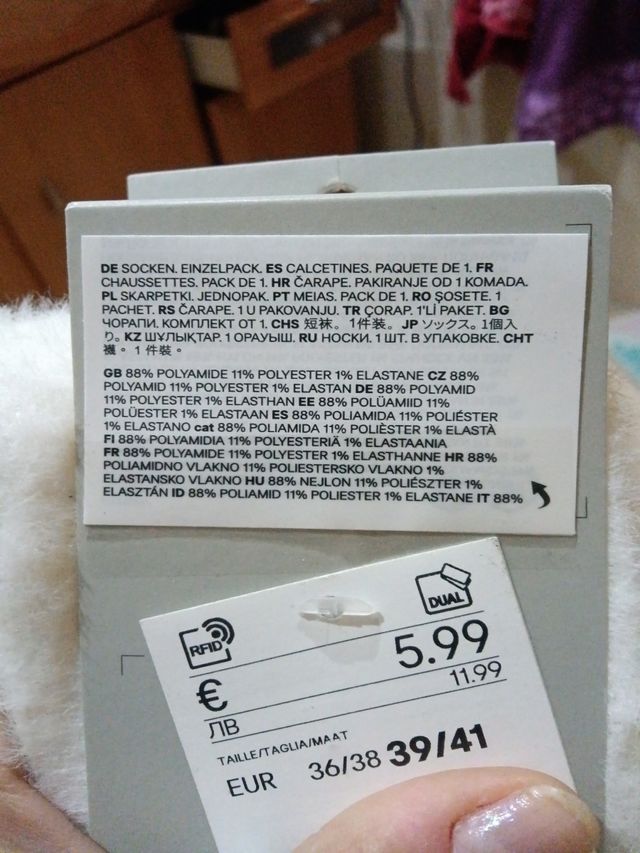 DE SOCKEN. EINZELPACK. ES CALCETINES. PAQUETE DE 1. FR
CHAUSSETTES. PACK DE 1. HR ČARAPE. PAKIRANJE OD 1 KOMADA.
PL SKARPETKI. JEDNOPAK. PT MEIAS. PACK DE 1. RO ȘOSETE. 1
PACHET. RS ČARAPE. 1 U PAKOVANJU. TR ÇORAP. 1'Lİ PAKET. BG
ЧОРАПИ. КОМПЛЕКТ ОТ 1. CHS 短袜。 1件装。 JP ソックス。1個入
り。KZ ШҰЛЫҚТАР. 1 ОРАУЫШ. RU НОСКИ. 1 ШТ. В УПАКОВКЕ. CHT
襪。 1 件裝。
GB 88% POLYAMIDE 11% POLYESTER 1% ELASTANE CZ 88%
POLYAMID 11% POLYESTER 1% ELASTAN DE 88% POLYAMID
11% POLYESTER 1% ELASTHAN EE 88% POLÜAMIID 11%
POLÜESTER 1% ELASTAAN ES 88% POLIAMIDA 11% POLIÉSTER
1% ELASTANO cat 88% POLIAMIDA 11% POLIÈSTER 1% ELASTÀ
FI 88% POLYAMIDIA 11% POLYESTERIÄ 1% ELASTAANIA
FR 88% POLYAMIDE 11% POLYESTER 1% ELASTHANNE HR 88%
POLIAMIDNO VLAKNO 11% POLIESTERSKO VLAKNO 1%
ELASTANSKO VLAKNO HU 88% NEJLON 11% POLIÉSZTER 1%
ELASZTÁN ID 88% POLIAMID 11% POLIESTER 1% ELASTANE IT 88%
RFID
DUAL
€ 5.99
ЛВ 11.99
TAILLE/TAGLIA/MAAT
EUR 36/38 39/41